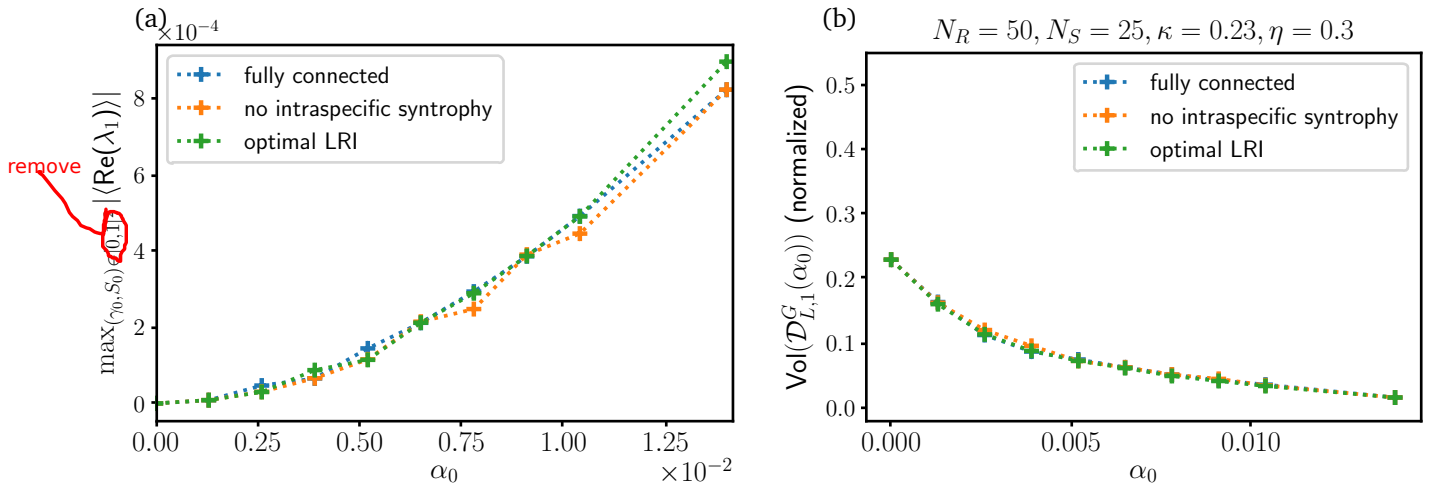 (a)
×10⁻⁴
fully connected
no intraspecific syntrophy
optimal LRI
remove
max₍γ₀,S₀₎∈[0,1]² |⟨Re(λ₁)⟩|
8
6
4
2
0
0.00 0.25 0.50 0.75 1.00 1.25
α₀ ×10⁻²
(b)
N_R = 50, N_S = 25, κ = 0.23, η = 0.3
fully connected
no intraspecific syntrophy
optimal LRI
Vol(𝒟^G_{L,1}(α₀)) (normalized)
0.5
0.4
0.3
0.2
0.1
0.0
0.000 0.005 0.010
α₀